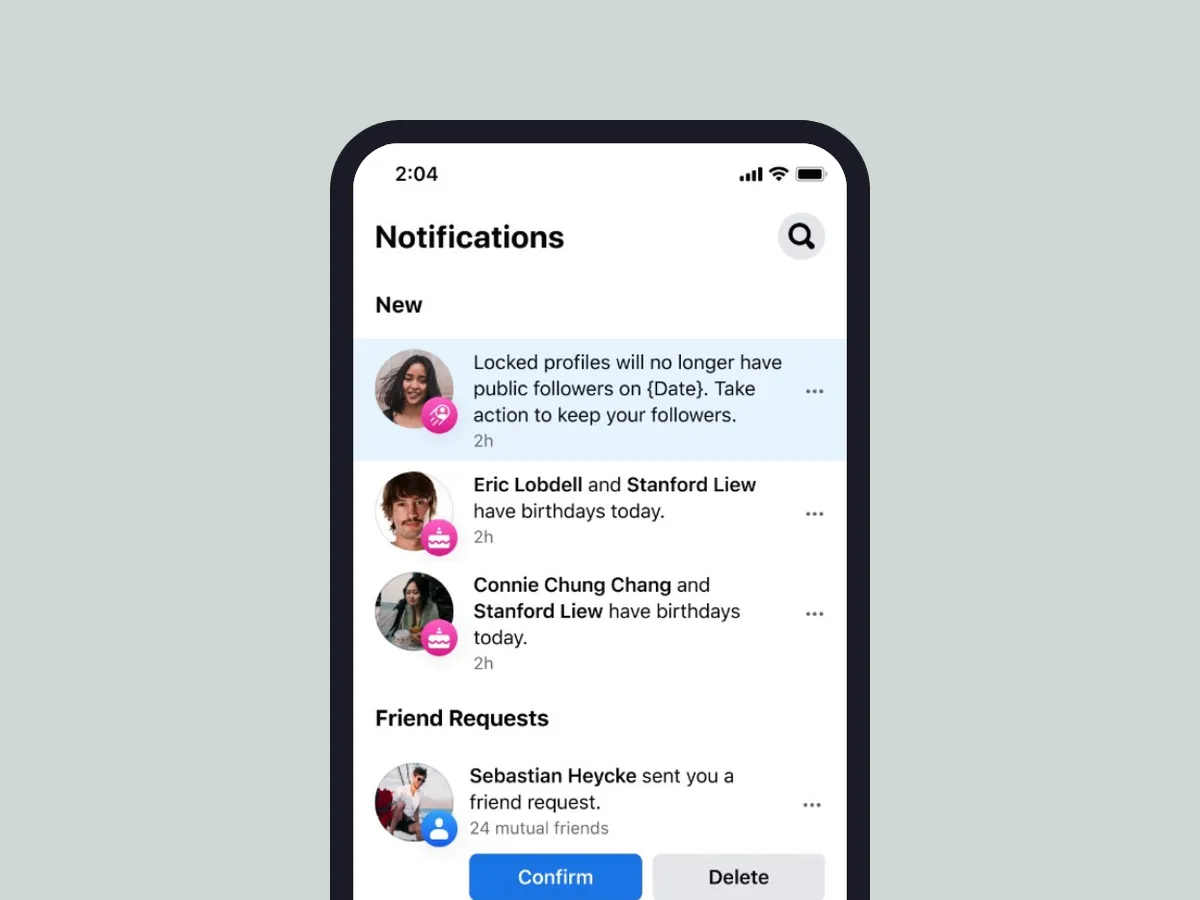 2:04
Notifications
New
Locked profiles will no longer have
public followers on {Date}. Take
action to keep your followers.
2h
Eric Lobdell and Stanford Liew
have birthdays today.
2h
Connie Chung Chang and
Stanford Liew have birthdays
today.
2h
Friend Requests
Sebastian Heycke sent you a
friend request.
24 mutual friends
Confirm Delete